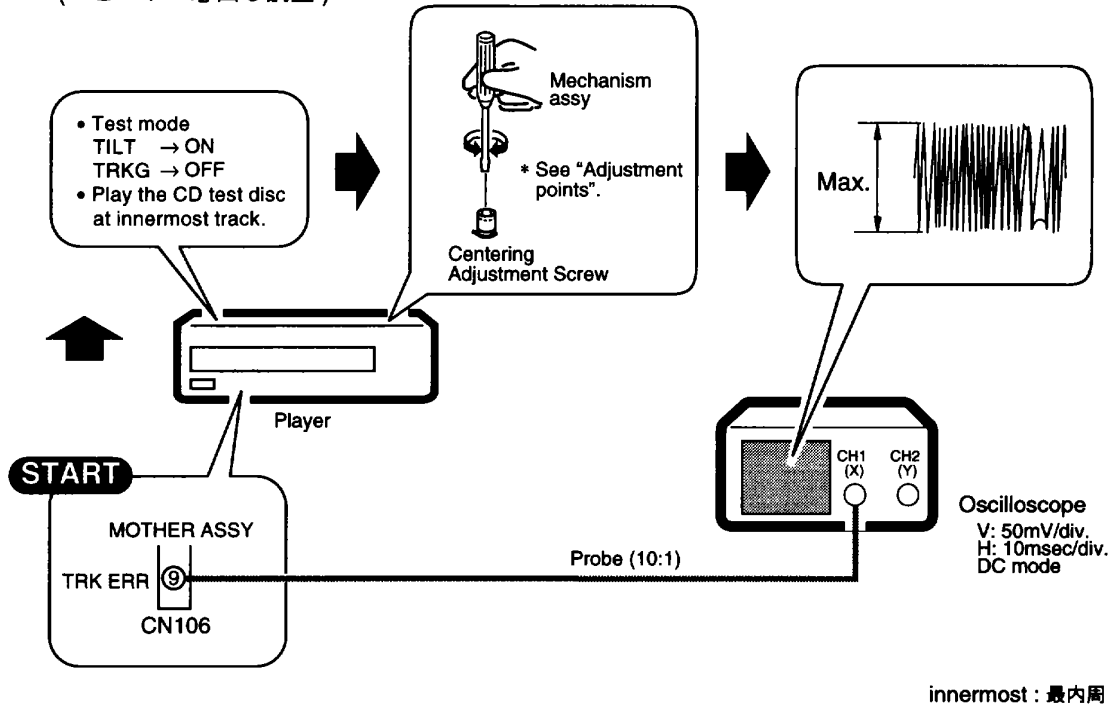 • Test mode
TILT → ON
TRKG → OFF
• Play the CD test disc
at innermost track.
Mechanism
assy
* See “Adjustment
points”.
Centering
Adjustment Screw
Max.
Player
START
MOTHER ASSY
TRK ERR ⑨
CN106
Probe (10:1)
CH1
(X)
CH2
(Y)
Oscilloscope
V: 50mV/div.
H: 10msec/div.
DC mode
innermost : 最内周